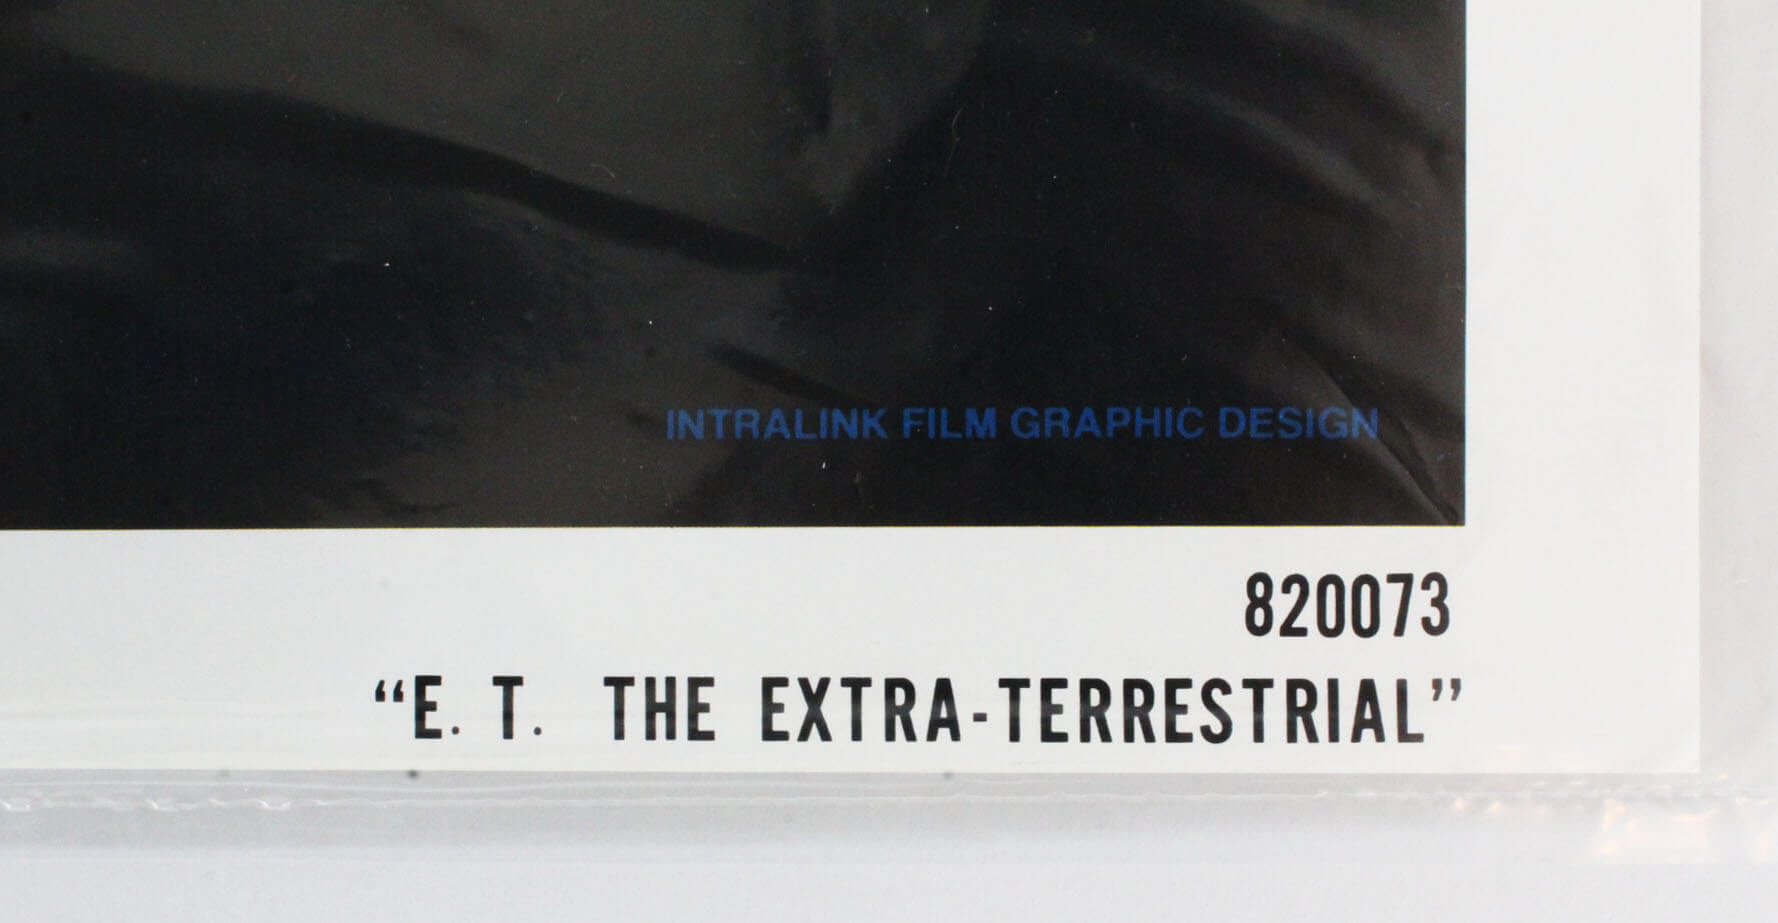 INTRALINK FILM GRAPHIC DESIGN
820073
“E. T. THE EXTRA-TERRESTRIAL”